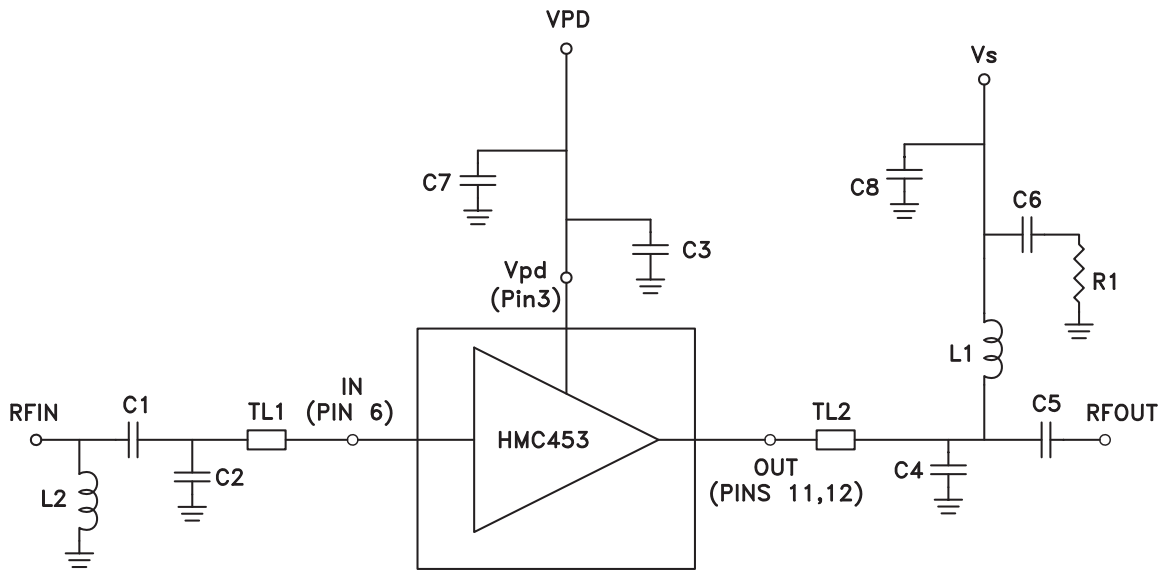 VPD
Vs
C7
C8
C6
C3
Vpd
(Pin3)
R1
L1
RFIN
C1
TL1
IN
(PIN 6)
HMC453
TL2
C5
RFOUT
L2
C2
OUT
(PINS 11,12)
C4